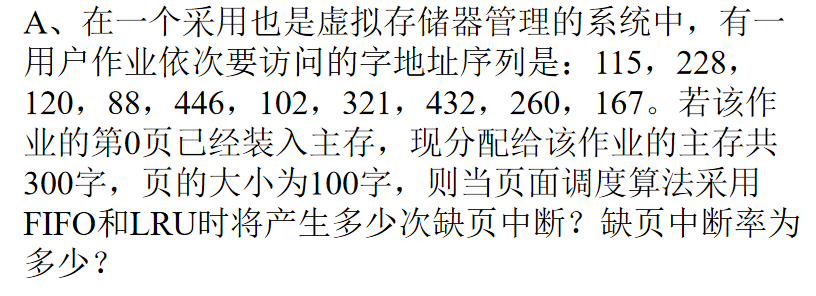 A、在一个采用也是虚拟存储器管理的系统中，有一
用户作业依次要访问的字地址序列是：115，228，
120，88，446，102，321，432，260，167。若该作
业的第0页已经装入主存，现分配给该作业的主存共
300字，页的大小为100字，则当页面调度算法采用
FIFO和LRU时将产生多少次缺页中断？缺页中断率为
多少？